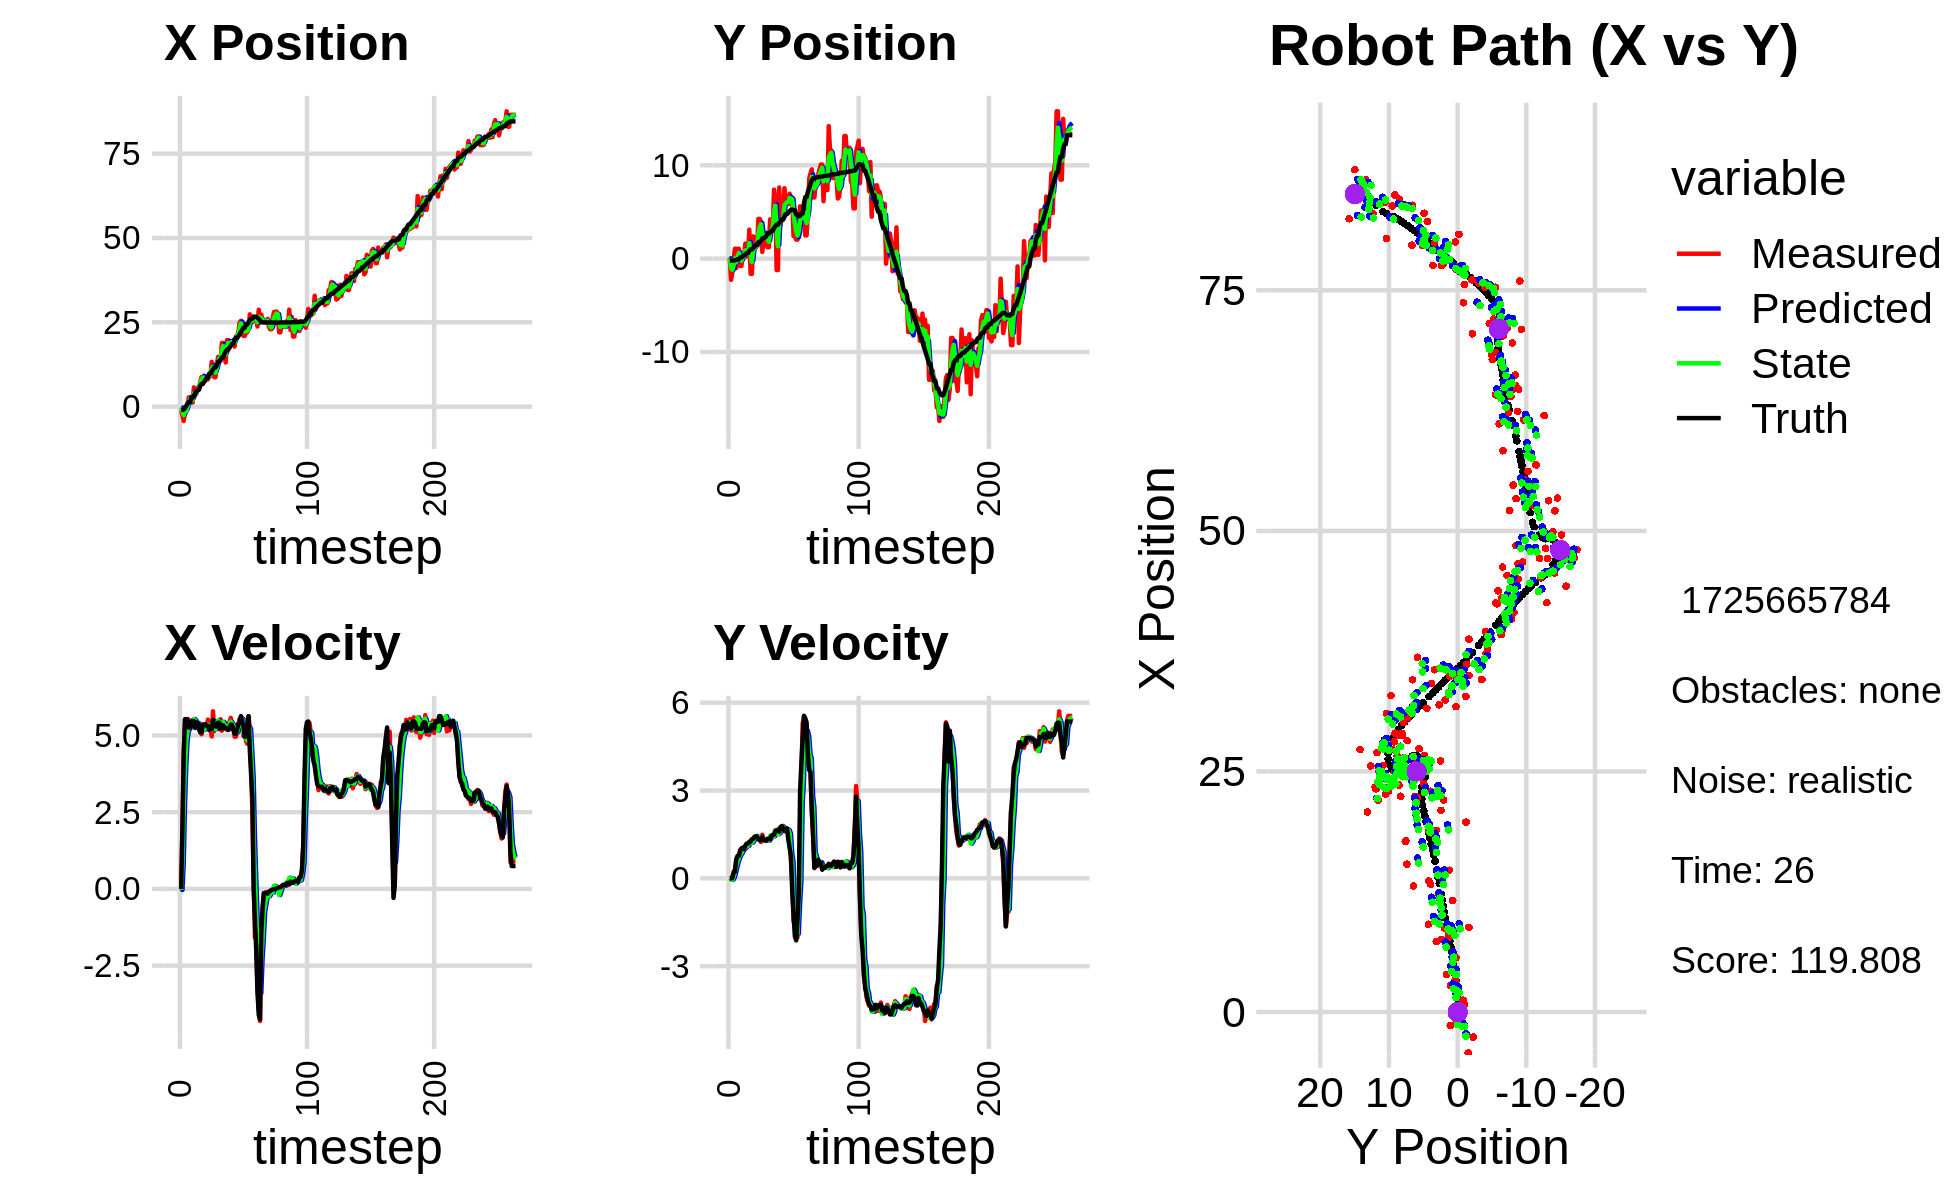 X Position
75
50
25
0
0
100
200
timestep
Y Position
10
0
-10
0
100
200
timestep
X Velocity
5.0
2.5
0.0
-2.5
0
100
200
timestep
Y Velocity
6
3
0
-3
0
100
200
timestep
Robot Path (X vs Y)
X Position
75
50
25
0
20 10 0 -10 -20
Y Position
variable
Measured
Predicted
State
Truth
1725665784
Obstacles: none
Noise: realistic
Time: 26
Score: 119.808